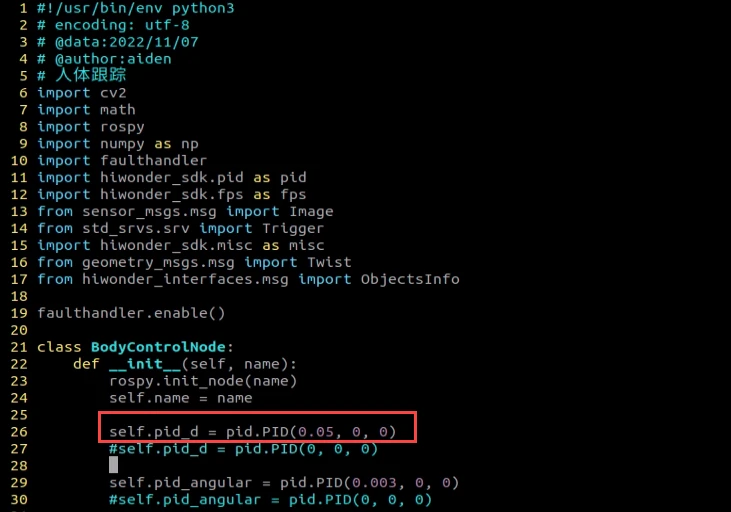 1 #!/usr/bin/env python3
2 # encoding: utf-8
3 # @data:2022/11/07
4 # @author:aiden
5 # 人体跟踪
6 import cv2
7 import math
8 import rospy
9 import numpy as np
10 import faulthandler
11 import hiwonder_sdk.pid as pid
12 import hiwonder_sdk.fps as fps
13 from sensor_msgs.msg import Image
14 from std_srvs.srv import Trigger
15 import hiwonder_sdk.misc as misc
16 from geometry_msgs.msg import Twist
17 from hiwonder_interfaces.msg import ObjectsInfo
18
19 faulthandler.enable()
20
21 class BodyControlNode:
22     def __init__(self, name):
23         rospy.init_node(name)
24         self.name = name
25
26         self.pid_d = pid.PID(0.05, 0, 0)
27         #self.pid_d = pid.PID(0, 0, 0)
28
29         self.pid_angular = pid.PID(0.003, 0, 0)
30         #self.pid_angular = pid.PID(0, 0, 0)